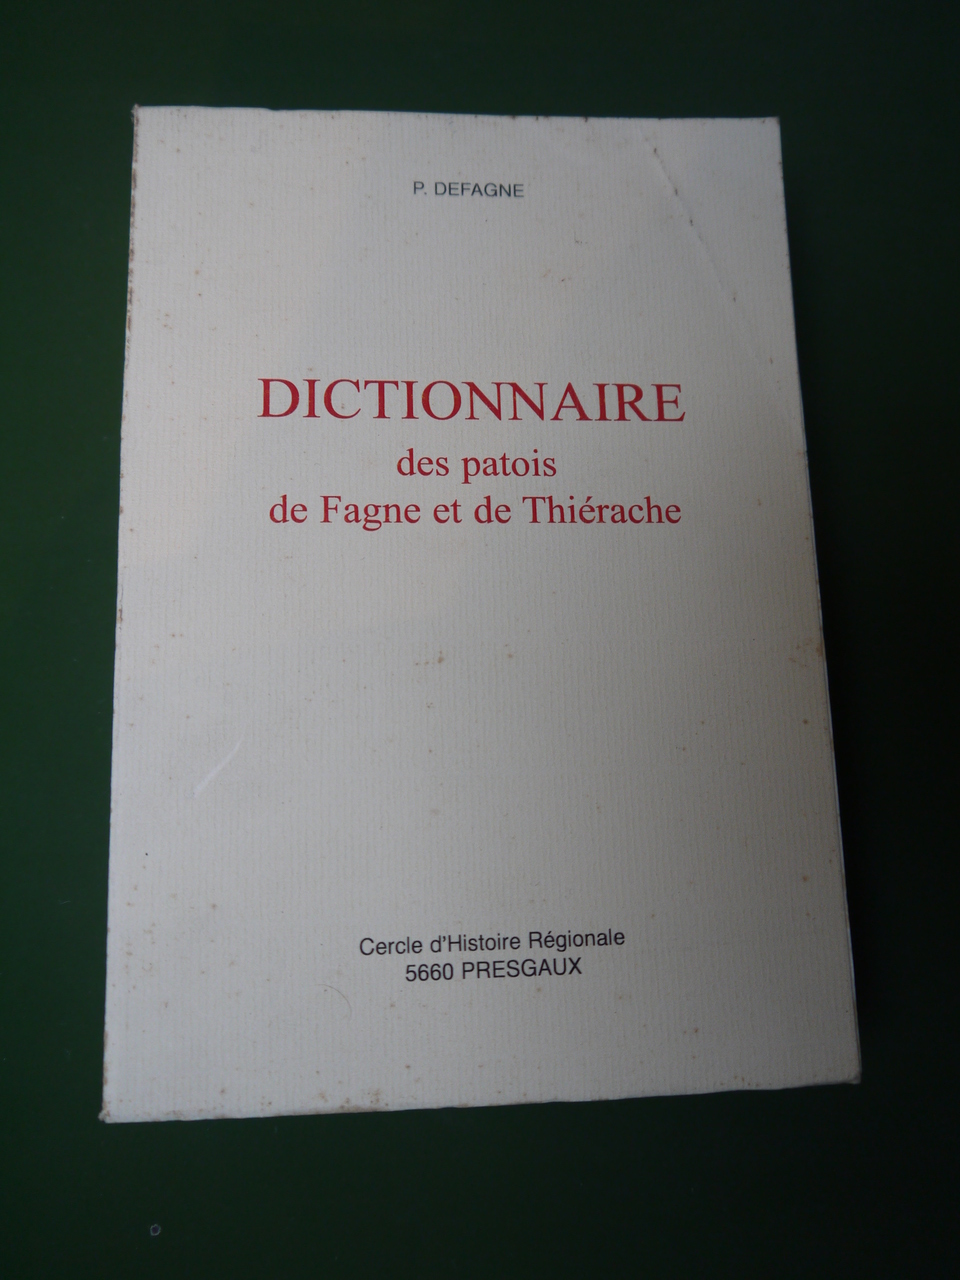 P. DEFAGNE
DICTIONNAIRE
des patois
de Fagne et de Thiérache
Cercle d'Histoire Régionale
5660 PRESGAUX